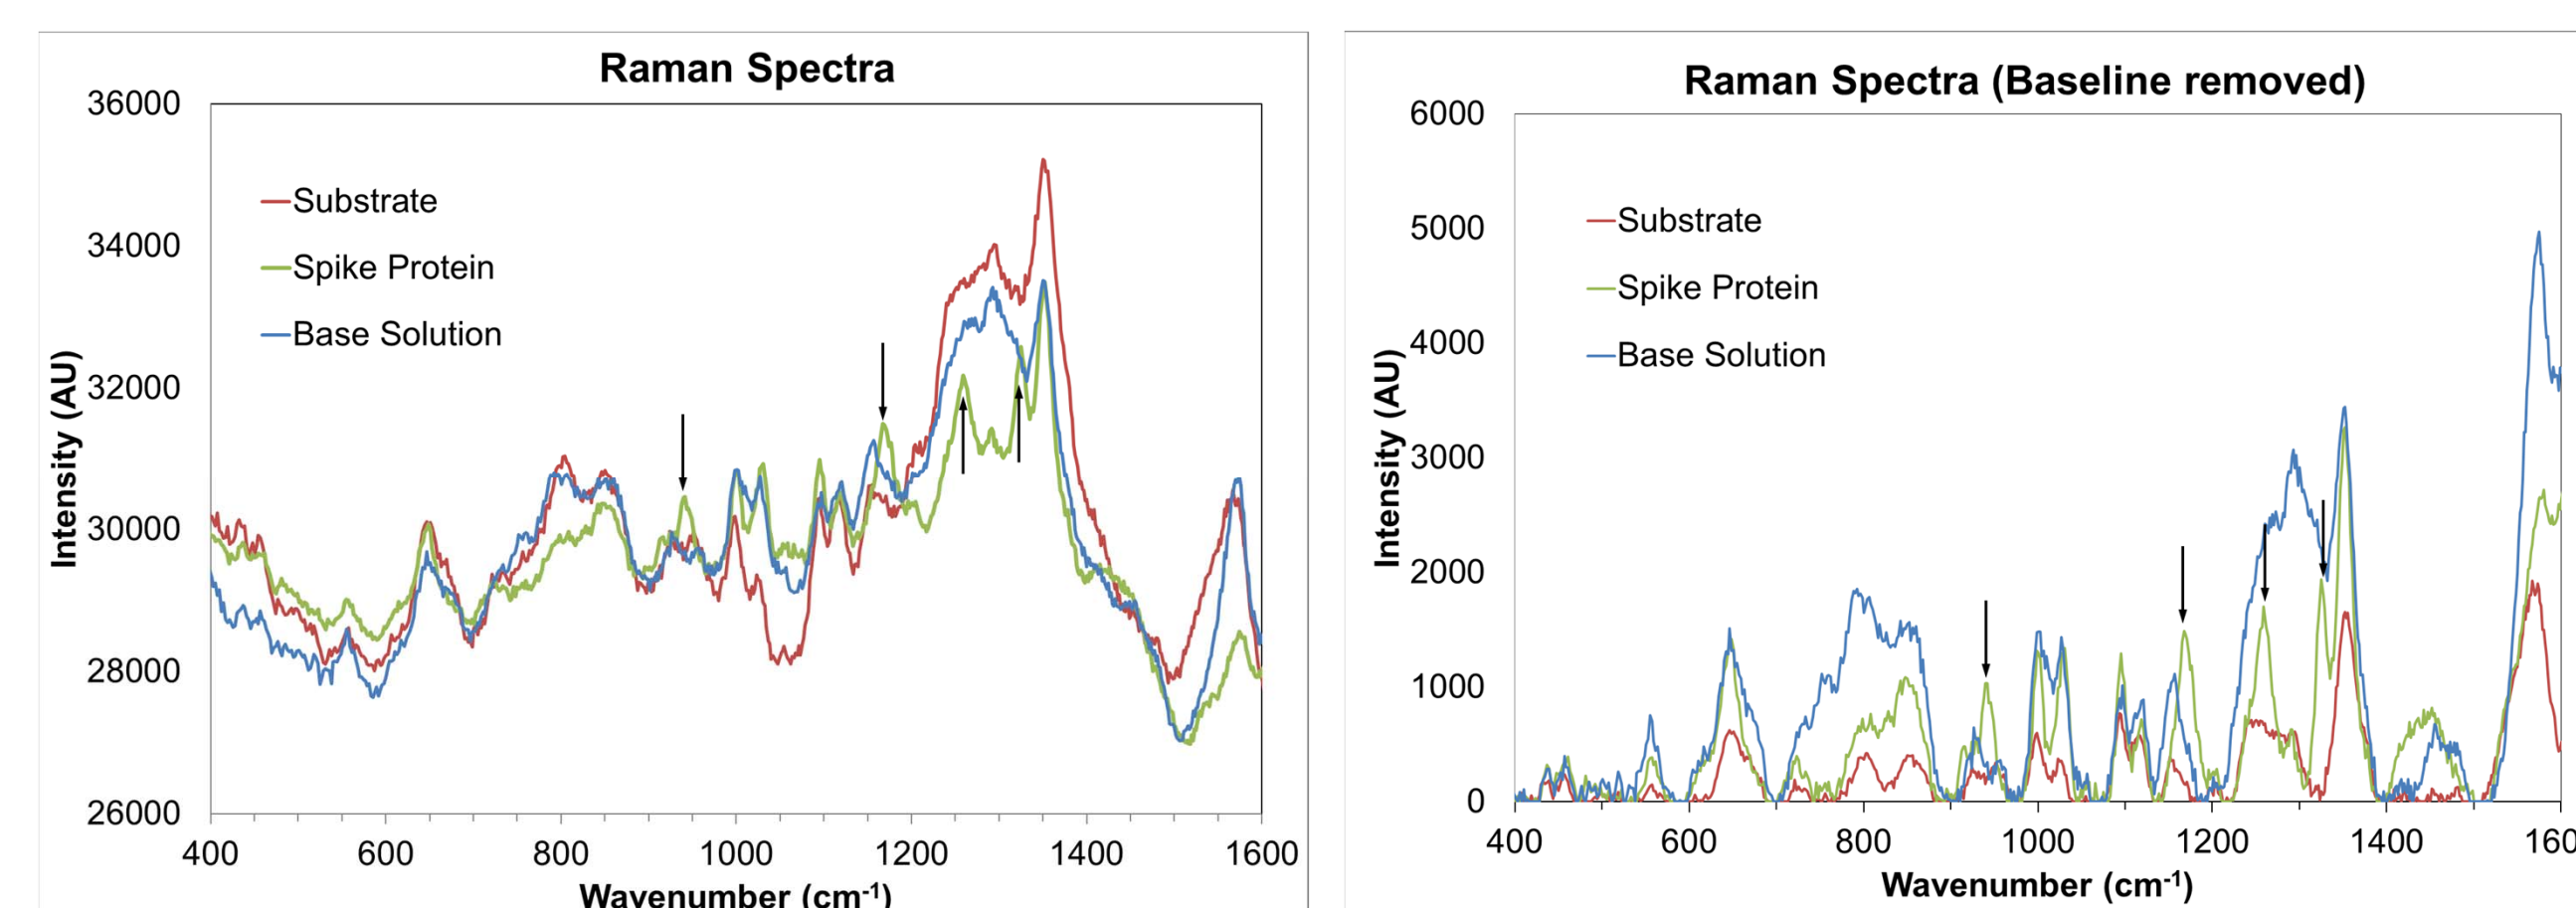 Raman Spectra
36000
34000
32000
30000
28000
26000
Intensity (AU)
Substrate
Spike Protein
Base Solution
400 600 800 1000 1200 1400 1600
Wavenumber (cm-1)
Raman Spectra (Baseline removed)
6000
5000
4000
3000
2000
1000
0
Intensity (AU)
Substrate
Spike Protein
Base Solution
400 600 800 1000 1200 1400 160
Wavenumber (cm-1)